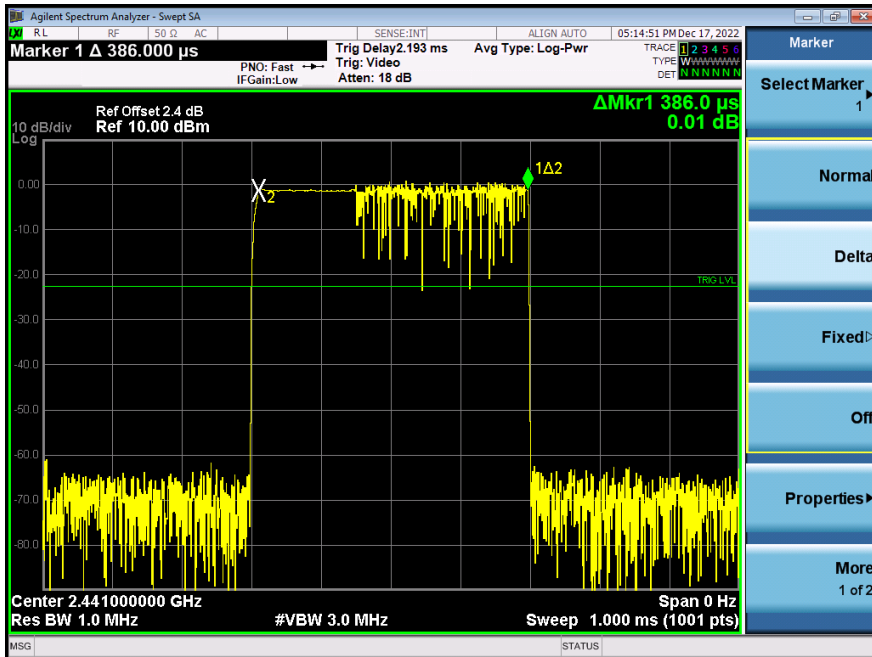 Agilent Spectrum Analyzer - Swept SA
LXI RL RF 50 Ω AC SENSE:INT ALIGN AUTO 05:14:51 PM Dec 17, 2022
Marker 1 Δ 386.000 μs
PNO: Fast
IFGain:Low
Trig Delay2.193 ms
Trig: Video
Atten: 18 dB
Avg Type: Log-Pwr
TRACE 1 2 3 4 5 6
TYPE WWWWWW
DET N N N N N N
ΔMkr1 386.0 μs
0.01 dB
Ref Offset 2.4 dB
10 dB/div Ref 10.00 dBm
Log
1Δ2
0.00
2
-10.0
-20.0
TRIG LVL
-30.0
-40.0
-50.0
-60.0
-70.0
-80.0
Center 2.441000000 GHz Span 0 Hz
Res BW 1.0 MHz #VBW 3.0 MHz Sweep 1.000 ms (1001 pts)
MSG STATUS
Marker
Select Marker
1
Normal
Delta
Fixed
Off
Properties
More
1 of 2